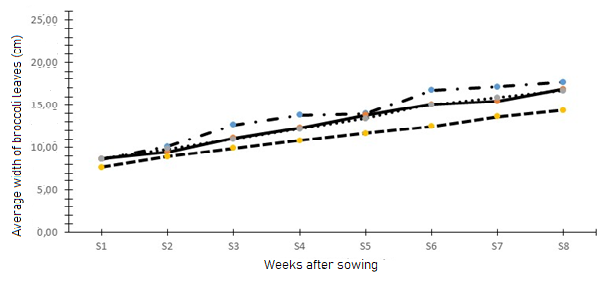 Average width of broccoli leaves (cm)
25,00
20,00
15,00
10,00
5,00
0,00
S1 S2 S3 S4 S5 S6 S7 S8
Weeks after sowing